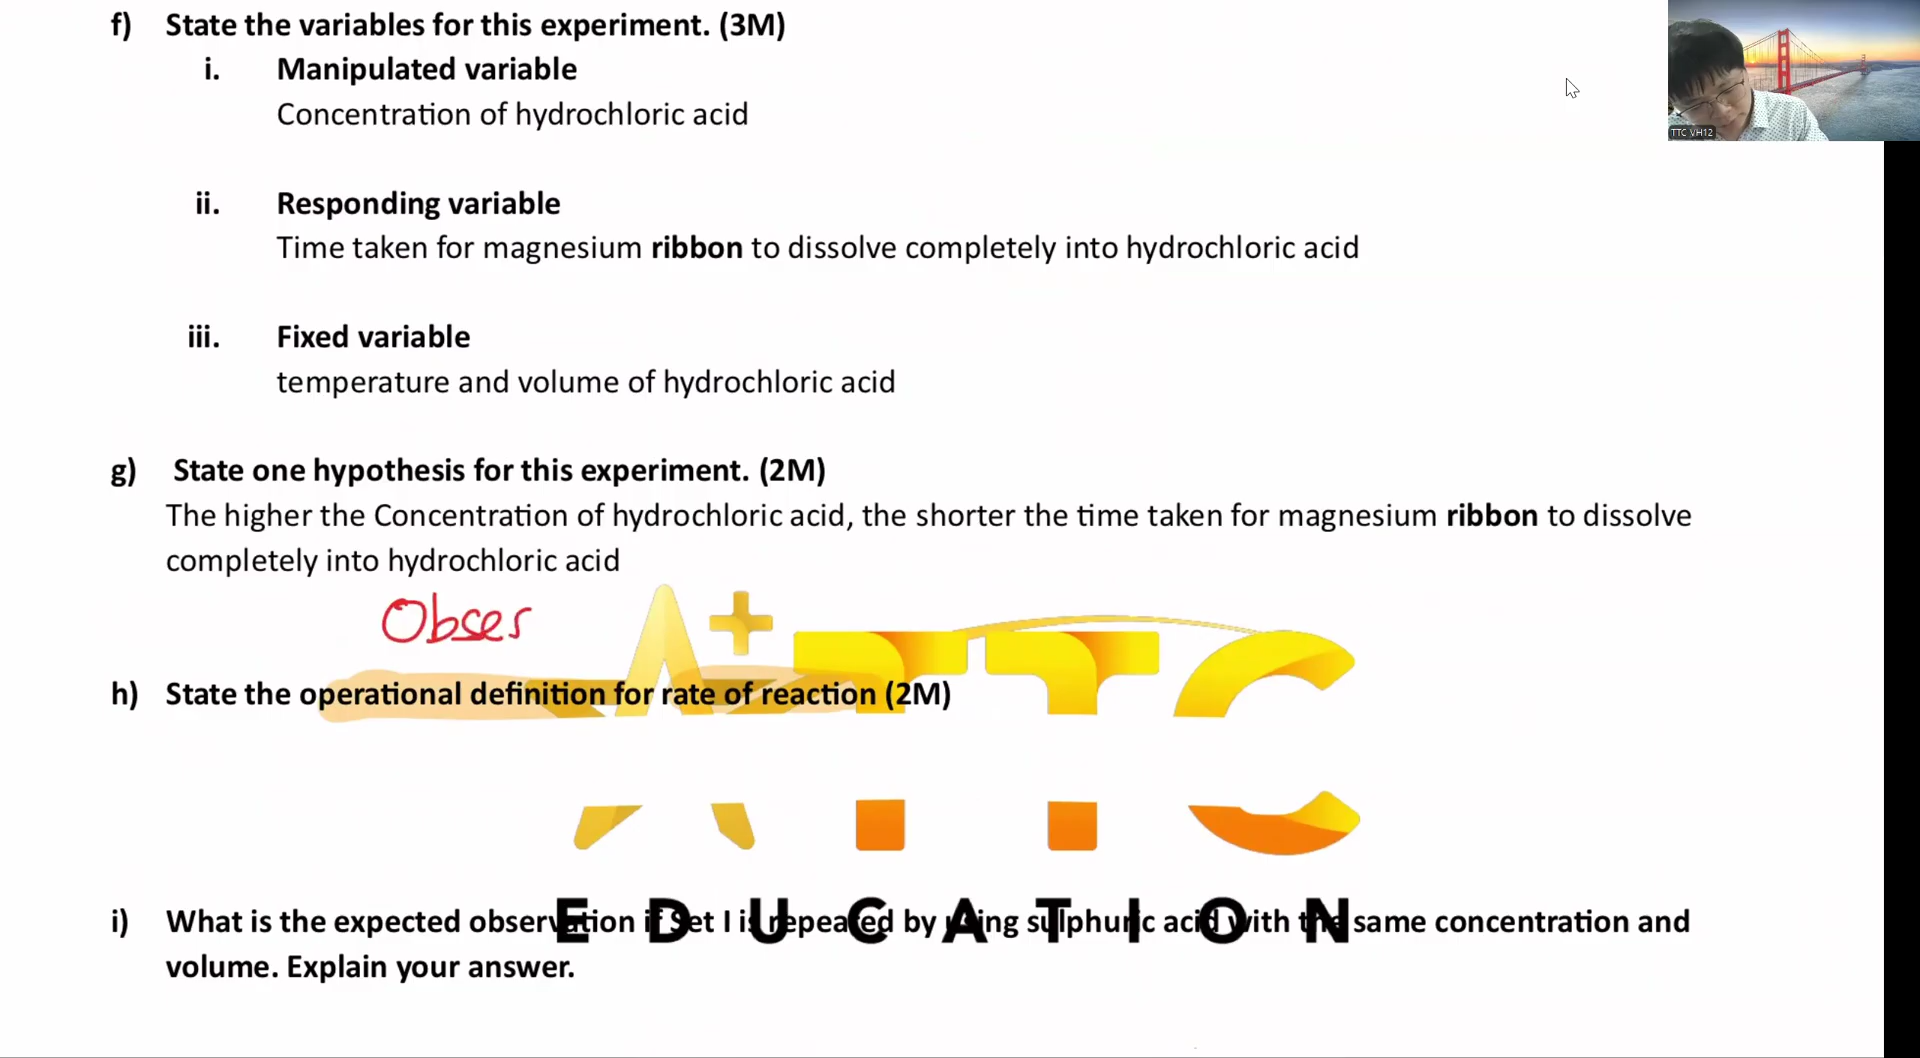 f) State the variables for this experiment. (3M)
i. Manipulated variable
Concentration of hydrochloric acid
ii. Responding variable
Time taken for magnesium ribbon to dissolve completely into hydrochloric acid
iii. Fixed variable
temperature and volume of hydrochloric acid
g) State one hypothesis for this experiment. (2M)
The higher the Concentration of hydrochloric acid, the shorter the time taken for magnesium ribbon to dissolve
completely into hydrochloric acid
Obser
h) State the operational definition for rate of reaction (2M)
A+ TTC
EDUCATION
i) What is the expected observation if Set I is repeated by using sulphuric acid with the same concentration and
volume. Explain your answer.
TTC VH12